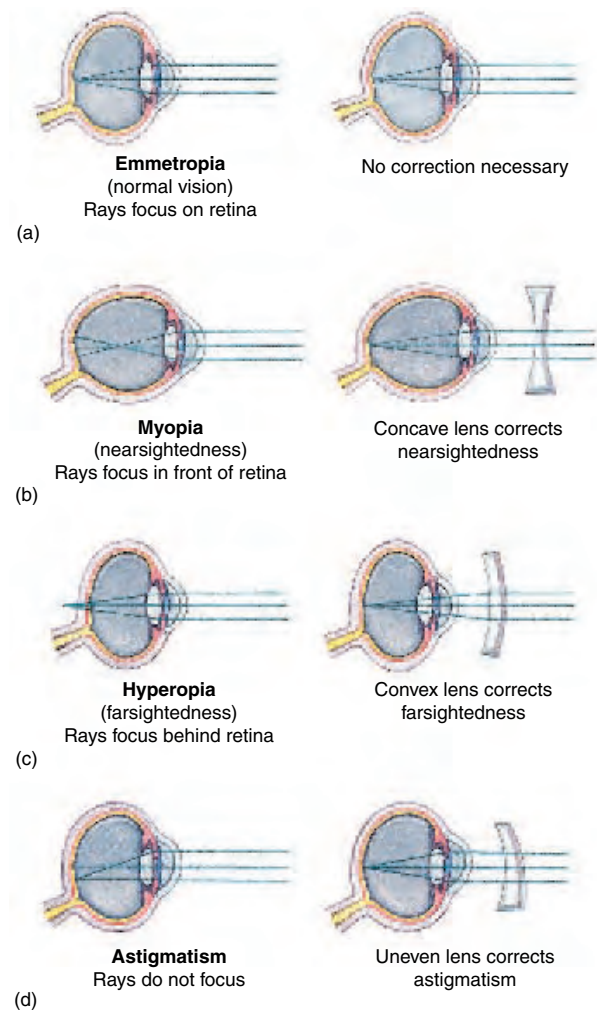 Emmetropia
(normal vision)
Rays focus on retina
No correction necessary
(a)
Myopia
(nearsightedness)
Rays focus in front of retina
Concave lens corrects
nearsightedness
(b)
Hyperopia
(farsightedness)
Rays focus behind retina
Convex lens corrects
farsightedness
(c)
Astigmatism
Rays do not focus
Uneven lens corrects
astigmatism
(d)